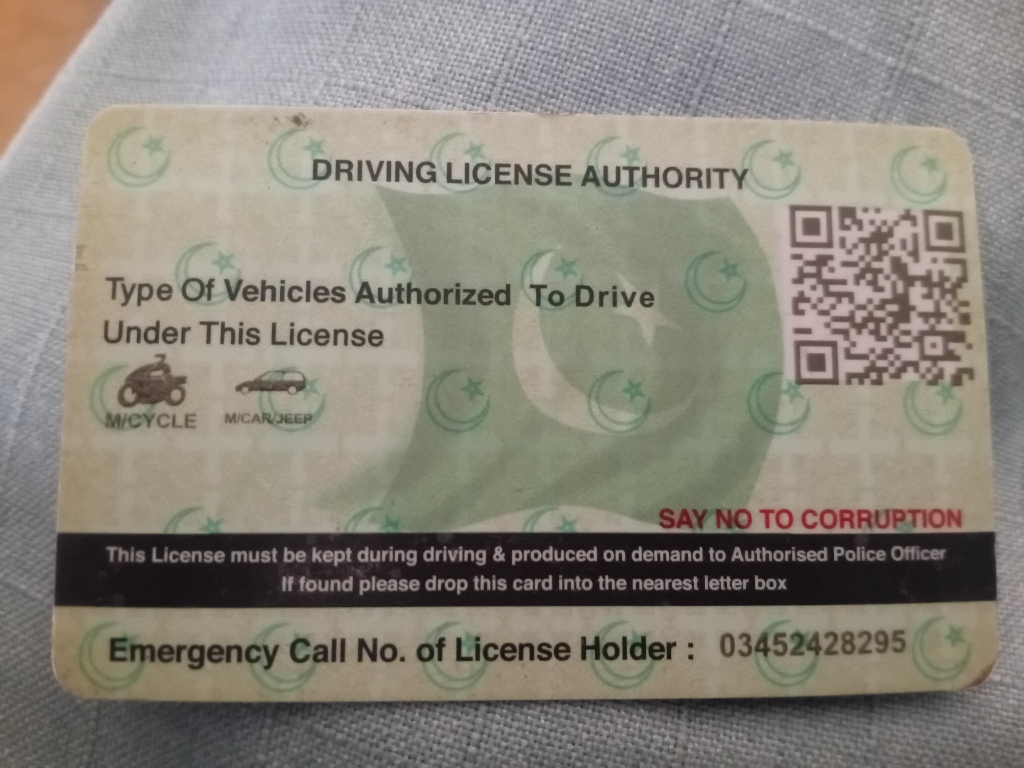 DRIVING LICENSE AUTHORITY
Type Of Vehicles Authorized To Drive
Under This License
M/CYCLE M/CAR/JEEP
SAY NO TO CORRUPTION
This License must be kept during driving & produced on demand to Authorised Police Officer
If found please drop this card into the nearest letter box
Emergency Call No. of License Holder : 03452428295